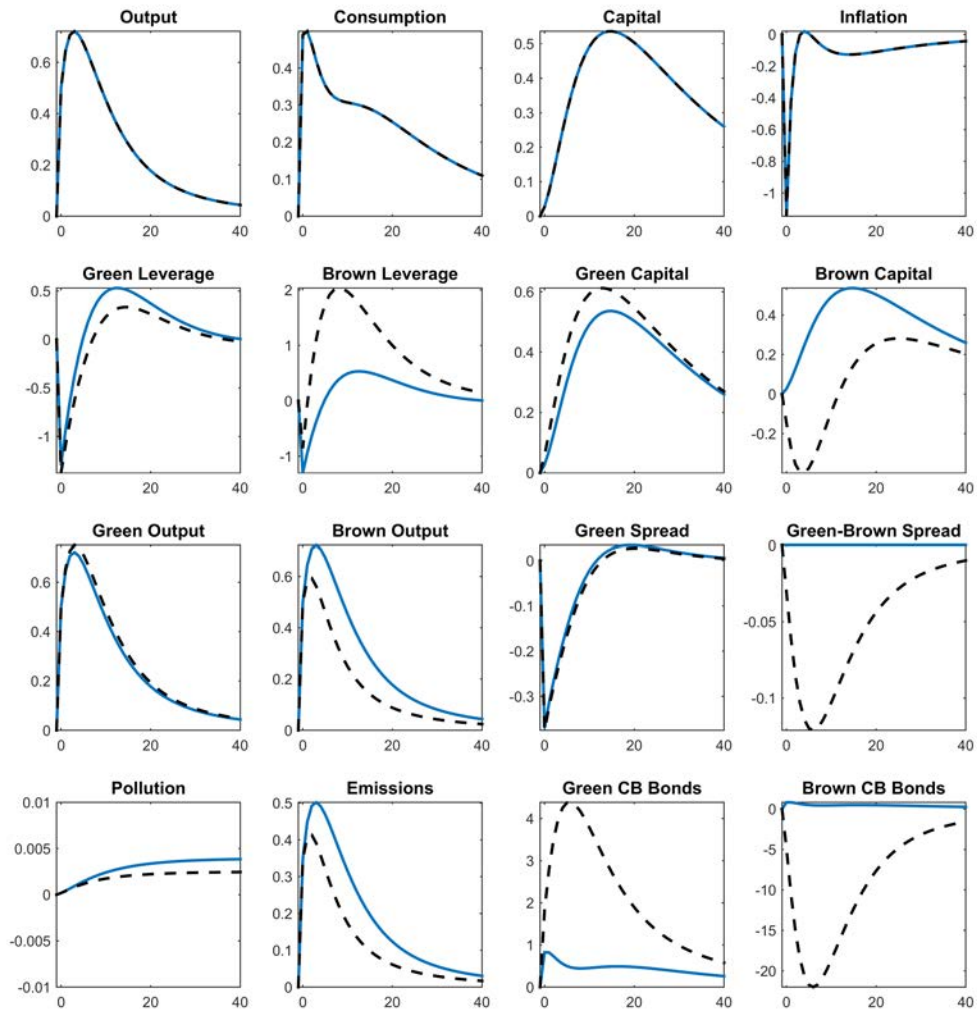 Output
0.6
0.4
0.2
0
0 20 40
Consumption
0.4
0.3
0.2
0.1
0
0 20 40
Capital
0.5
0.4
0.3
0.2
0.1
0
0 20 40
Inflation
0
-0.2
-0.4
-0.6
-0.8
-1
0 20 40
Green Leverage
0.5
0
-0.5
-1
0 20 40
Brown Leverage
2
1
0
-1
0 20 40
Green Capital
0.6
0.4
0.2
0
0 20 40
Brown Capital
0.4
0.2
0
-0.2
0 20 40
Green Output
0.6
0.4
0.2
0
0 20 40
Brown Output
0.6
0.4
0.2
0
0 20 40
Green Spread
0
-0.1
-0.2
-0.3
0 20 40
Green-Brown Spread
0
-0.05
-0.1
0 20 40
Pollution
0.01
0.005
0
-0.005
-0.01
0 20 40
Emissions
0.5
0.4
0.3
0.2
0.1
0
0 20 40
Green CB Bonds
4
3
2
1
0
0 20 40
Brown CB Bonds
0
-5
-10
-15
-20
0 20 40